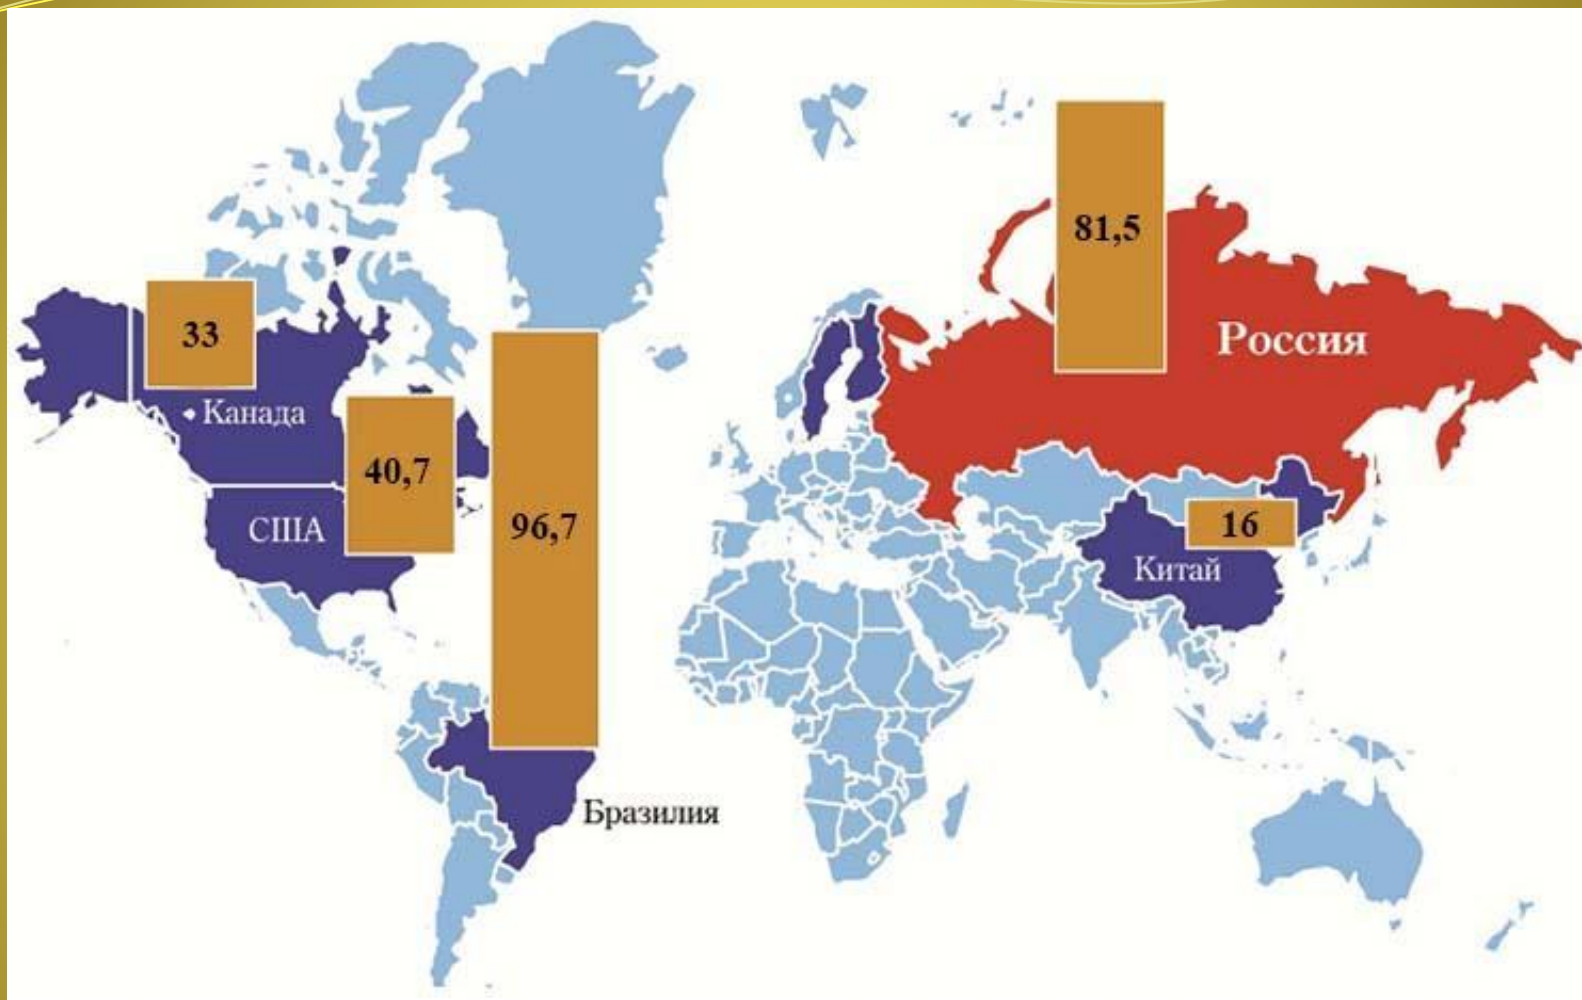 81,5
Россия
33
Канада
40,7
США
96,7
16
Китай
Бразилия